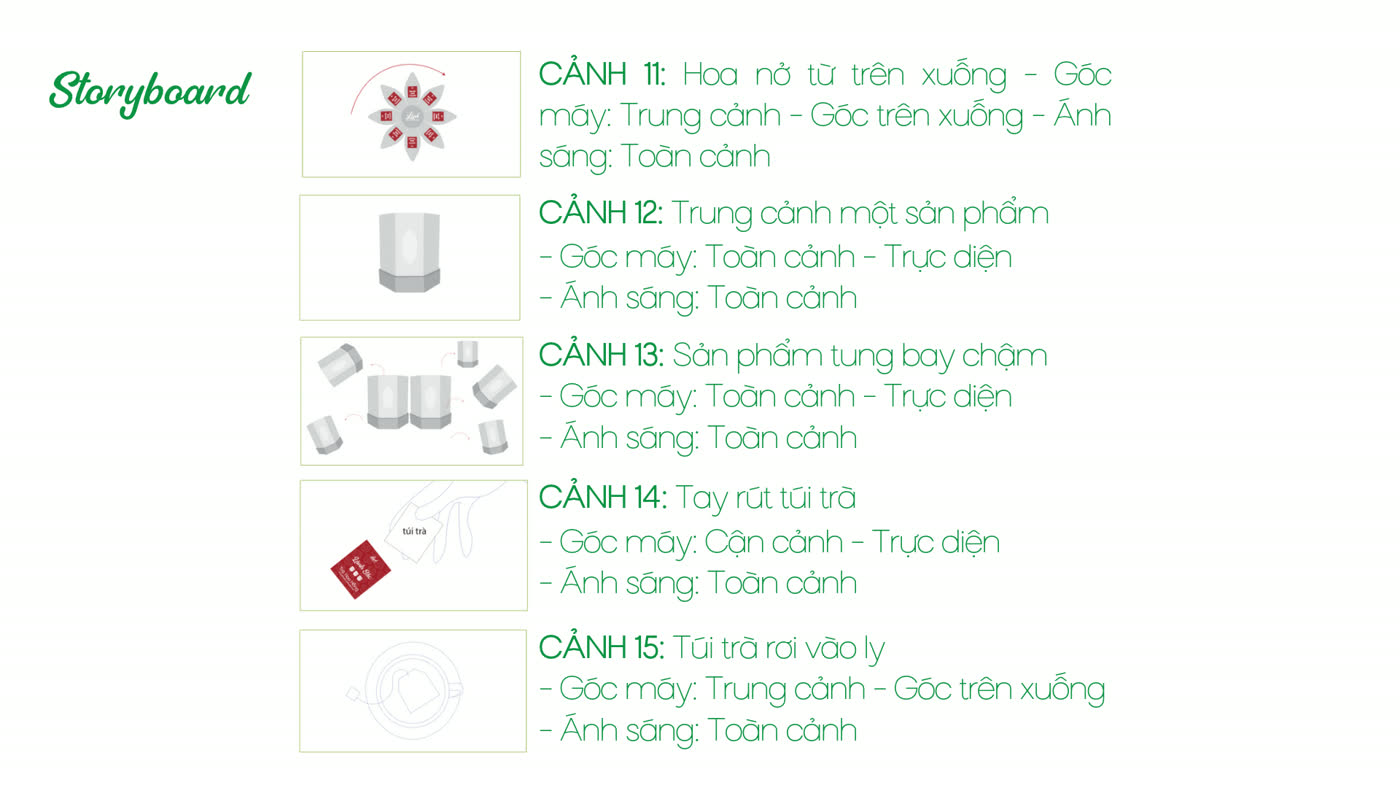 Storyboard
CẢNH 11: Hoa nở từ trên xuống - Góc
máy: Trung cảnh - Góc trên xuống - Ánh
sáng: Toàn cảnh
CẢNH 12: Trung cảnh một sản phẩm
- Góc máy: Toàn cảnh - Trực diện
- Ánh sáng: Toàn cảnh
CẢNH 13: Sản phẩm tung bay chậm
- Góc máy: Toàn cảnh - Trực diện
- Ánh sáng: Toàn cảnh
túi trà
CẢNH 14: Tay rút túi trà
- Góc máy: Cận cảnh - Trực diện
- Ánh sáng: Toàn cảnh
CẢNH 15: Túi trà rơi vào ly
- Góc máy: Trung cảnh - Góc trên xuống
- Ánh sáng: Toàn cảnh